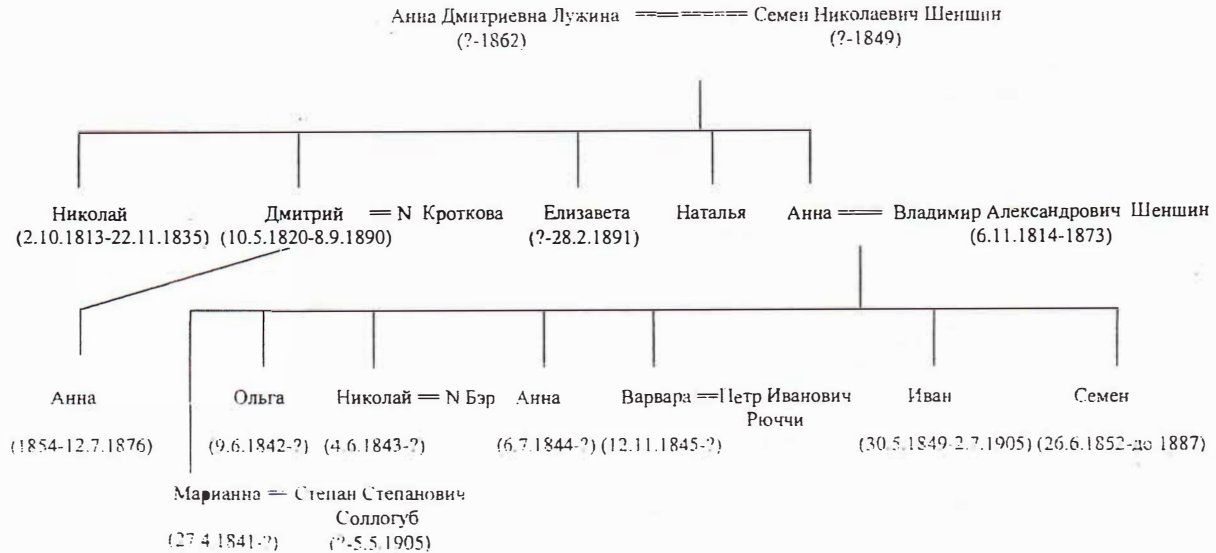 Анна Дмитриевна Лужина ======== Семен Николаевич Шеншин
(?-1862) (?-1849)
Николай Дмитрий = N Кроткова Елизавета Наталья Анна === Владимир Александрович Шеншин
(2.10.1813-22.11.1835) (10.5.1820-8.9.1890) (?-28.2.1891) (6.11.1814-1873)
Анна Ольга Николай = N Бэр Анна Варвара ==Петр Иванович Иван Семен
Рюччи
(1854-12.7.1876) (9.6.1842-?) (4.6.1843-?) (6.7.1844-?) (12.11.1845-?) (30.5.1849-2.7.1905) (26.6.1852-до 1887)
Марианна = Степан Степанович
Соллогуб
(27.4.1841-?) (?-5.5.1905)